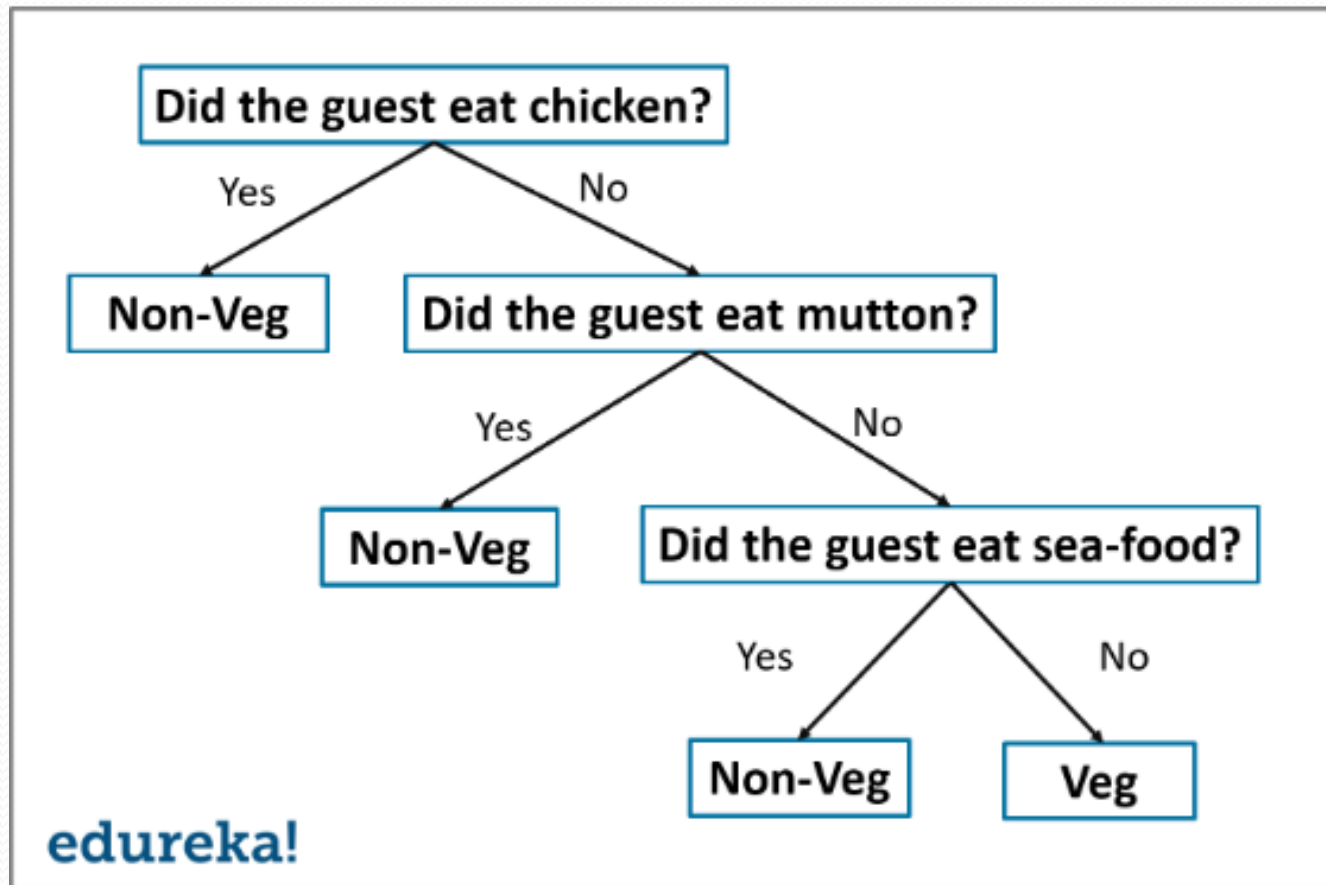 Did the guest eat chicken?
Yes
No
Non-Veg
Did the guest eat mutton?
Yes
No
Non-Veg
Did the guest eat sea-food?
Yes
No
Non-Veg
Veg
edureka!